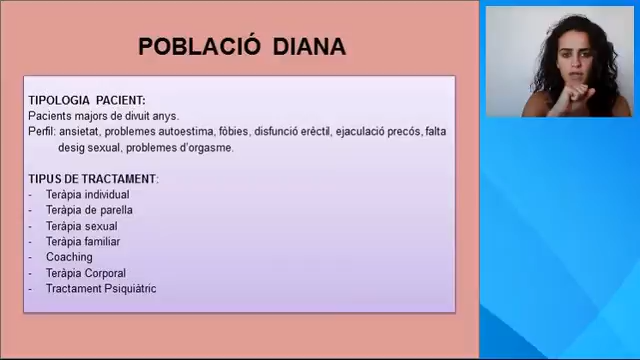 POBLACIÓ DIANA
TIPOLOGIA PACIENT:
Pacients majors de divuit anys.
Perfil: ansietat, problemes autoestima, fòbies, disfunció erèctil, ejaculació precós, falta
desig sexual, problemes d'orgasme.
TIPUS DE TRACTAMENT:
- Teràpia individual
- Teràpia de parella
- Teràpia sexual
- Teràpia familiar
- Coaching
- Teràpia Corporal
- Tractament Psiquiàtric